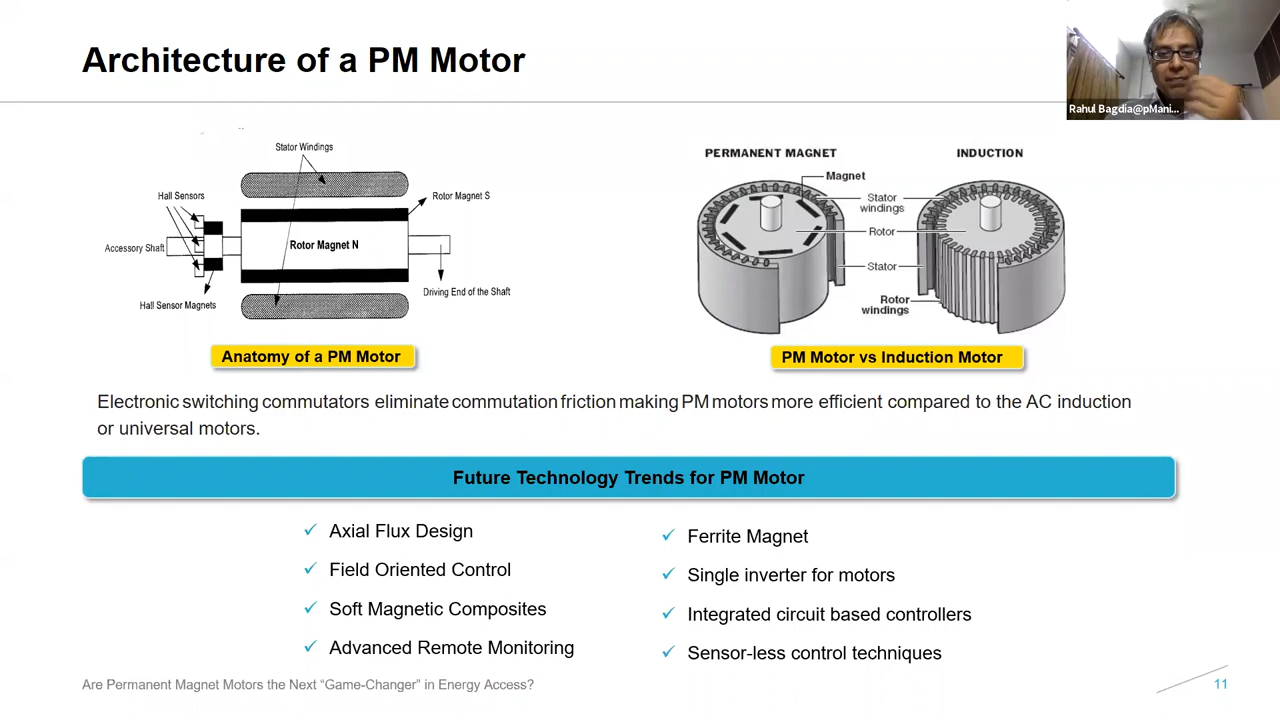 Architecture of a PM Motor
Rahul Bagdia@pMani...
Stator Windings
Hall Sensors
Rotor Magnet S
Accessory Shaft
Rotor Magnet N
Hall Sensor Magnets
Driving End of the Shaft
Anatomy of a PM Motor
PERMANENT MAGNET
INDUCTION
Magnet
Stator
windings
Rotor
Stator
Rotor
windings
PM Motor vs Induction Motor
Electronic switching commutators eliminate commutation friction making PM motors more efficient compared to the AC induction
or universal motors.
Future Technology Trends for PM Motor
✓ Axial Flux Design
✓ Field Oriented Control
✓ Soft Magnetic Composites
✓ Advanced Remote Monitoring
✓ Ferrite Magnet
✓ Single inverter for motors
✓ Integrated circuit based controllers
✓ Sensor-less control techniques
Are Permanent Magnet Motors the Next “Game-Changer” in Energy Access?
11